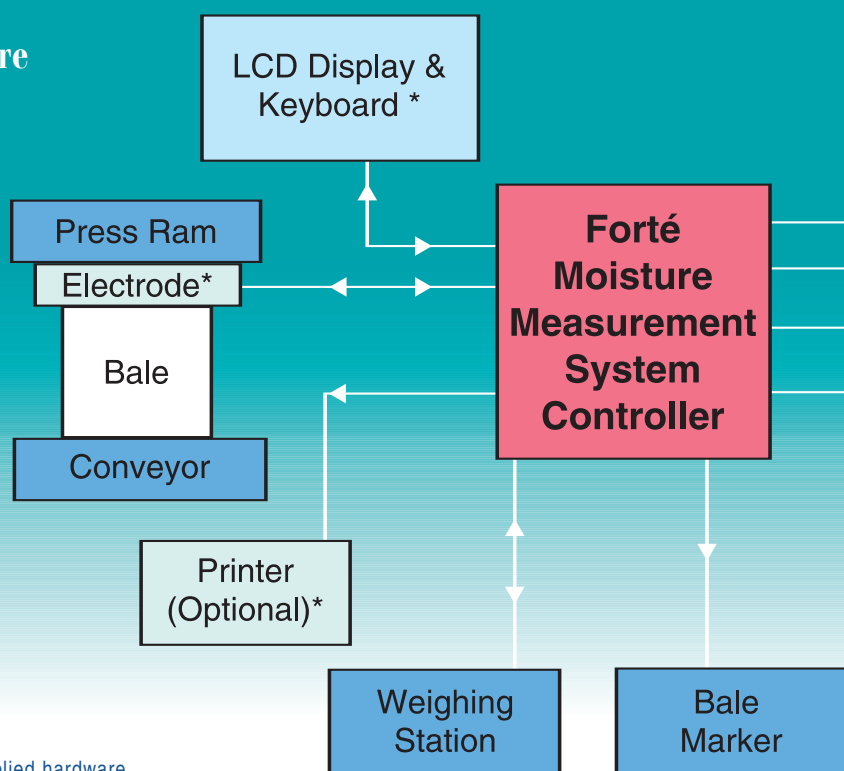 LCD Display &
Keyboard *
Press Ram
Electrode*
Bale
Conveyor
Forté
Moisture
Measurement
System
Controller
Printer
(Optional)*
Weighing
Station
Bale
Marker
hardware